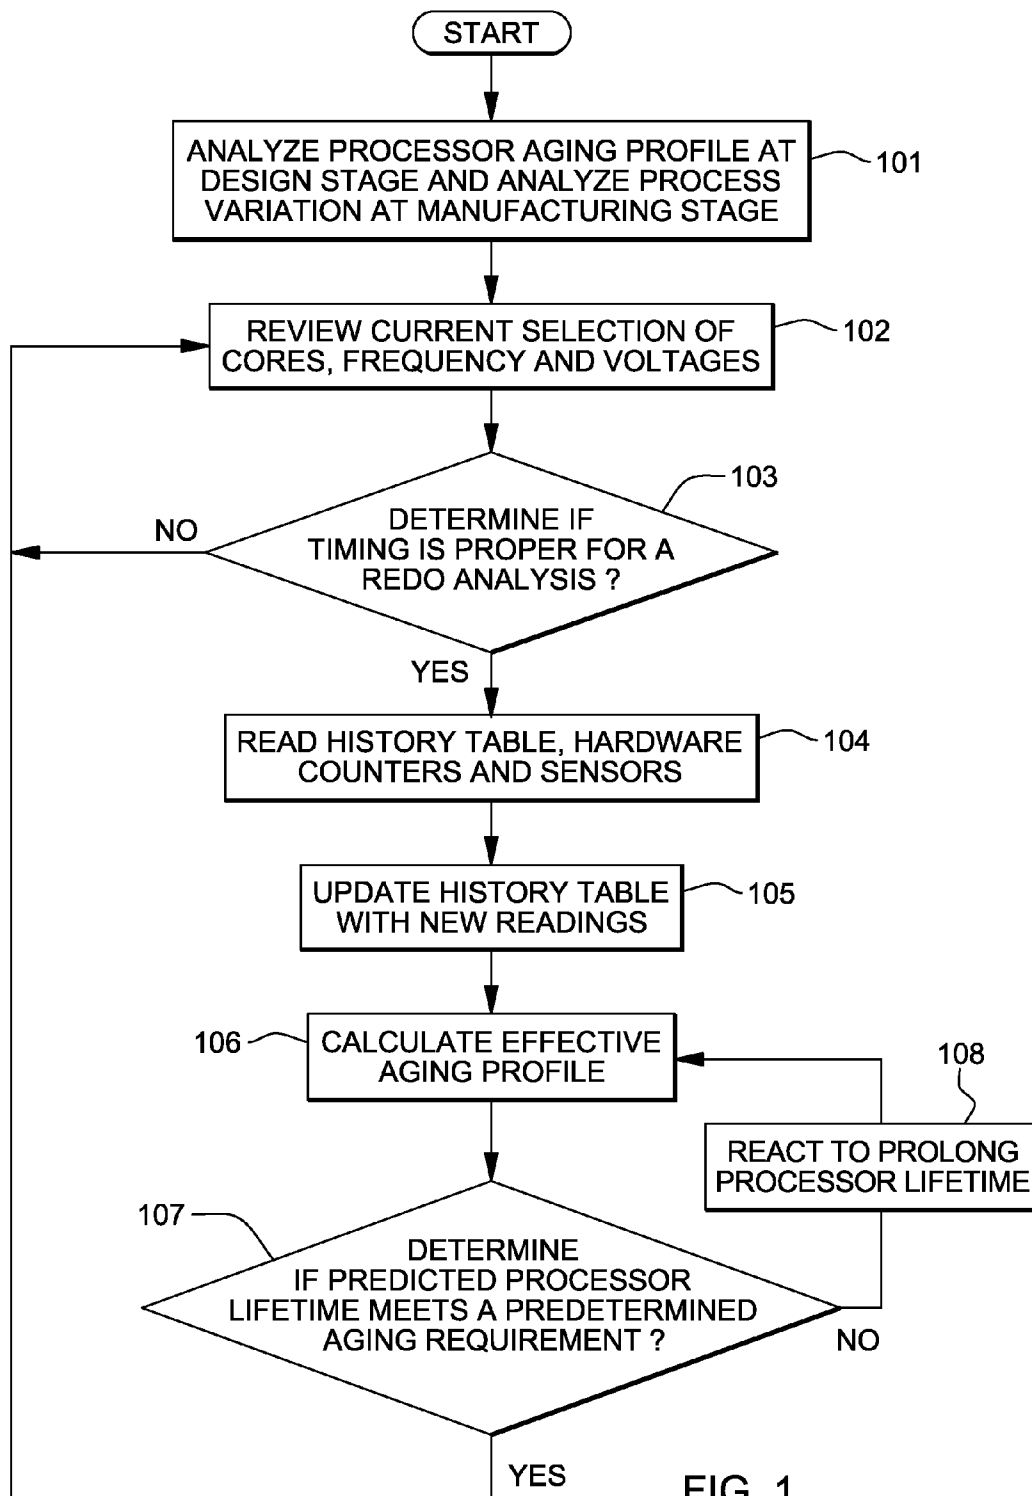 START
ANALYZE PROCESSOR AGING PROFILE AT
DESIGN STAGE AND ANALYZE PROCESS
VARIATION AT MANUFACTURING STAGE
101
REVIEW CURRENT SELECTION OF
CORES, FREQUENCY AND VOLTAGES
102
103
NO
DETERMINE IF
TIMING IS PROPER FOR A
REDO ANALYSIS ?
YES
READ HISTORY TABLE, HARDWARE
COUNTERS AND SENSORS
104
UPDATE HISTORY TABLE
WITH NEW READINGS
105
106
CALCULATE EFFECTIVE
AGING PROFILE
108
REACT TO PROLONG
PROCESSOR LIFETIME
107
DETERMINE
IF PREDICTED PROCESSOR
LIFETIME MEETS A PREDETERMINED
AGING REQUIREMENT ?
NO
YES
FIG. 1